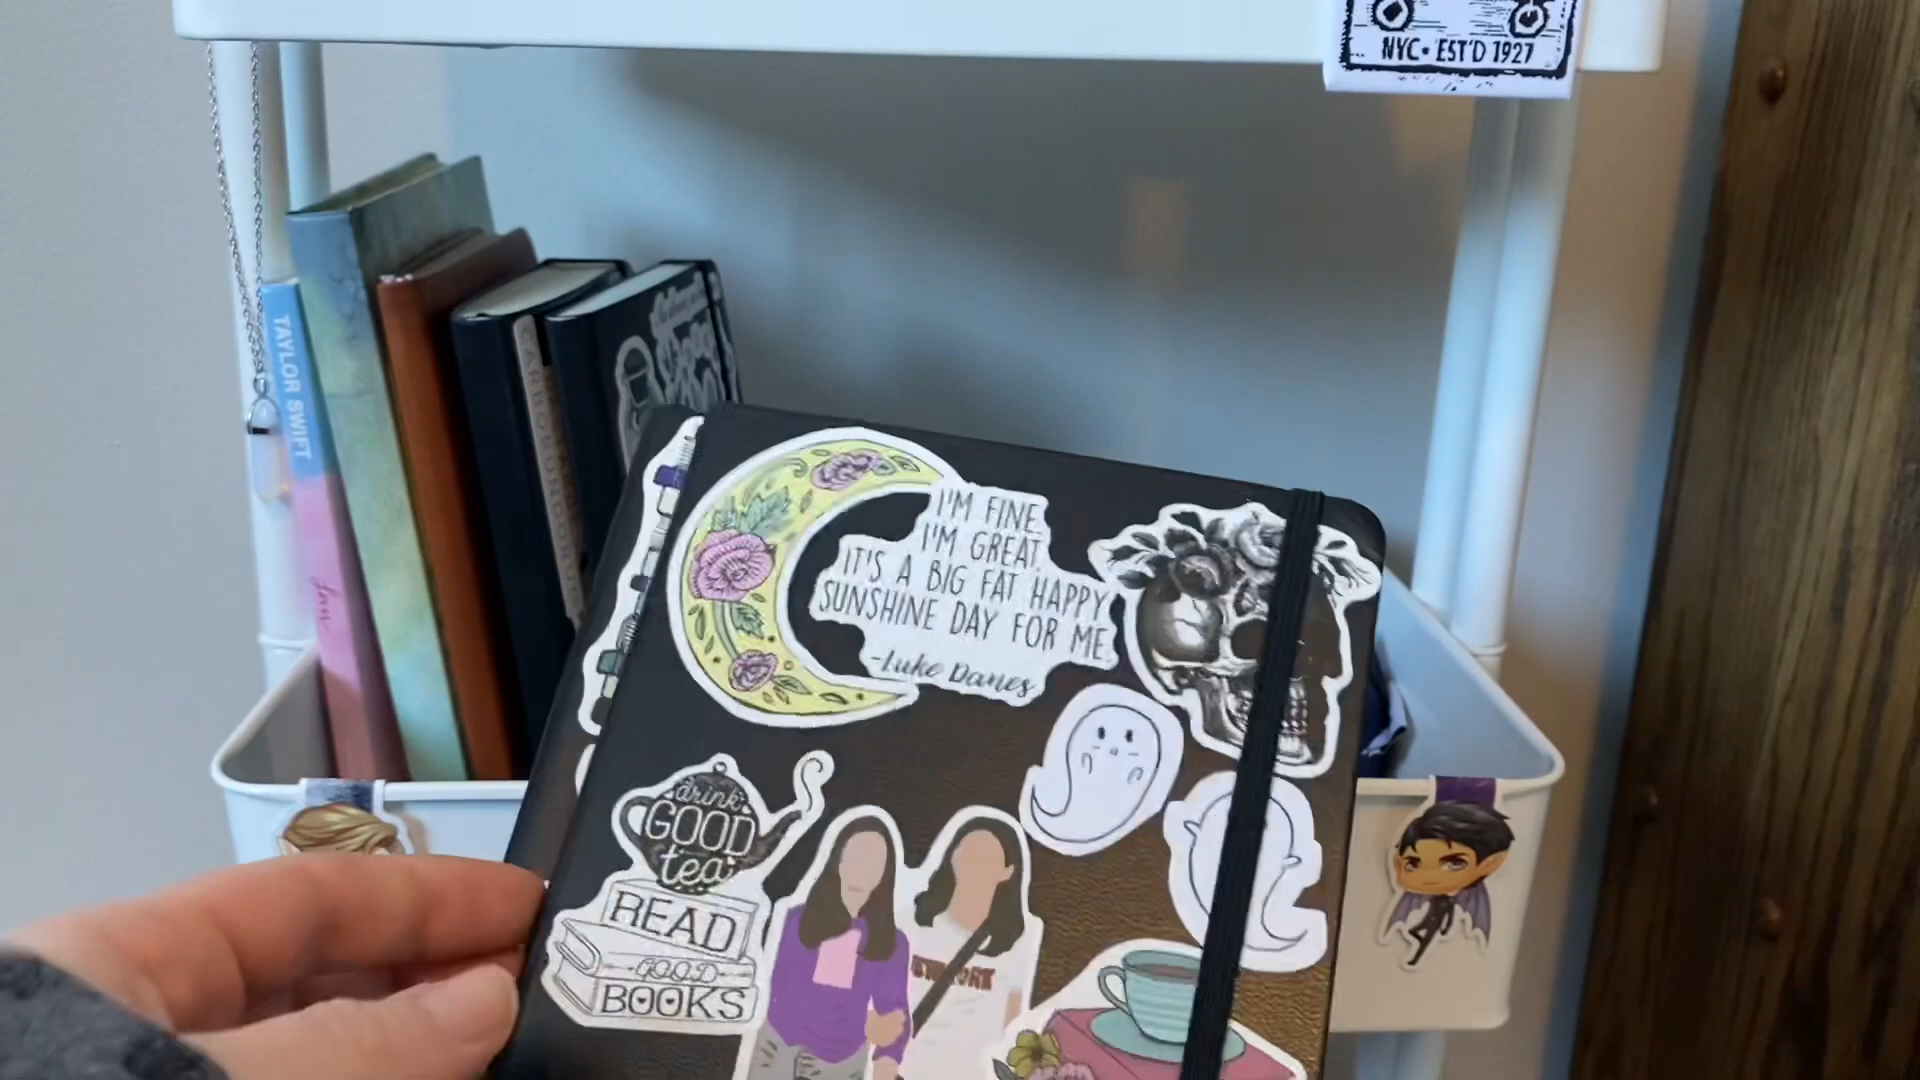 NYC • EST'D 1927
TAYLOR SWIFT
I'M FINE.
I'M GREAT.
IT'S A BIG FAT HAPPY
SUNSHINE DAY FOR ME.
-Luke Danes
drink
GOOD
tea
READ
GOOD
BOOKS